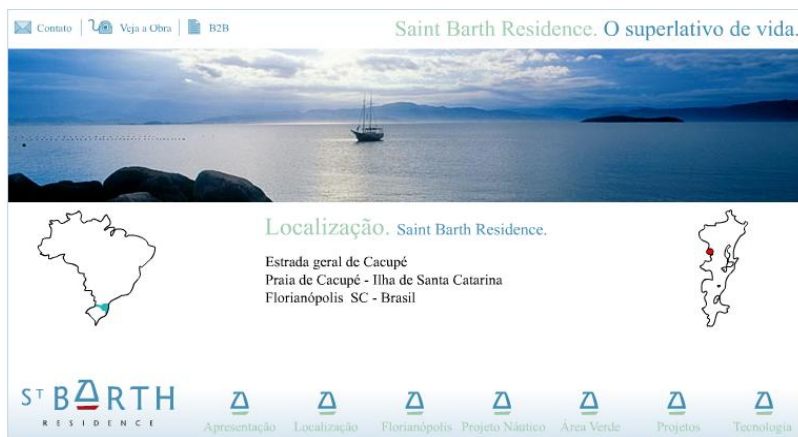 Contato | Veja a Obra | B2B
Saint Barth Residence. O superlativo de vida.
Localização. Saint Barth Residence.
Estrada geral de Cacupé
Praia de Cacupé - Ilha de Santa Catarina
Florianópolis SC - Brasil
ST BARTH
RESIDENCE
Apresentação Localização Florianópolis Projeto Náutico Área Verde Projetos Tecnologia